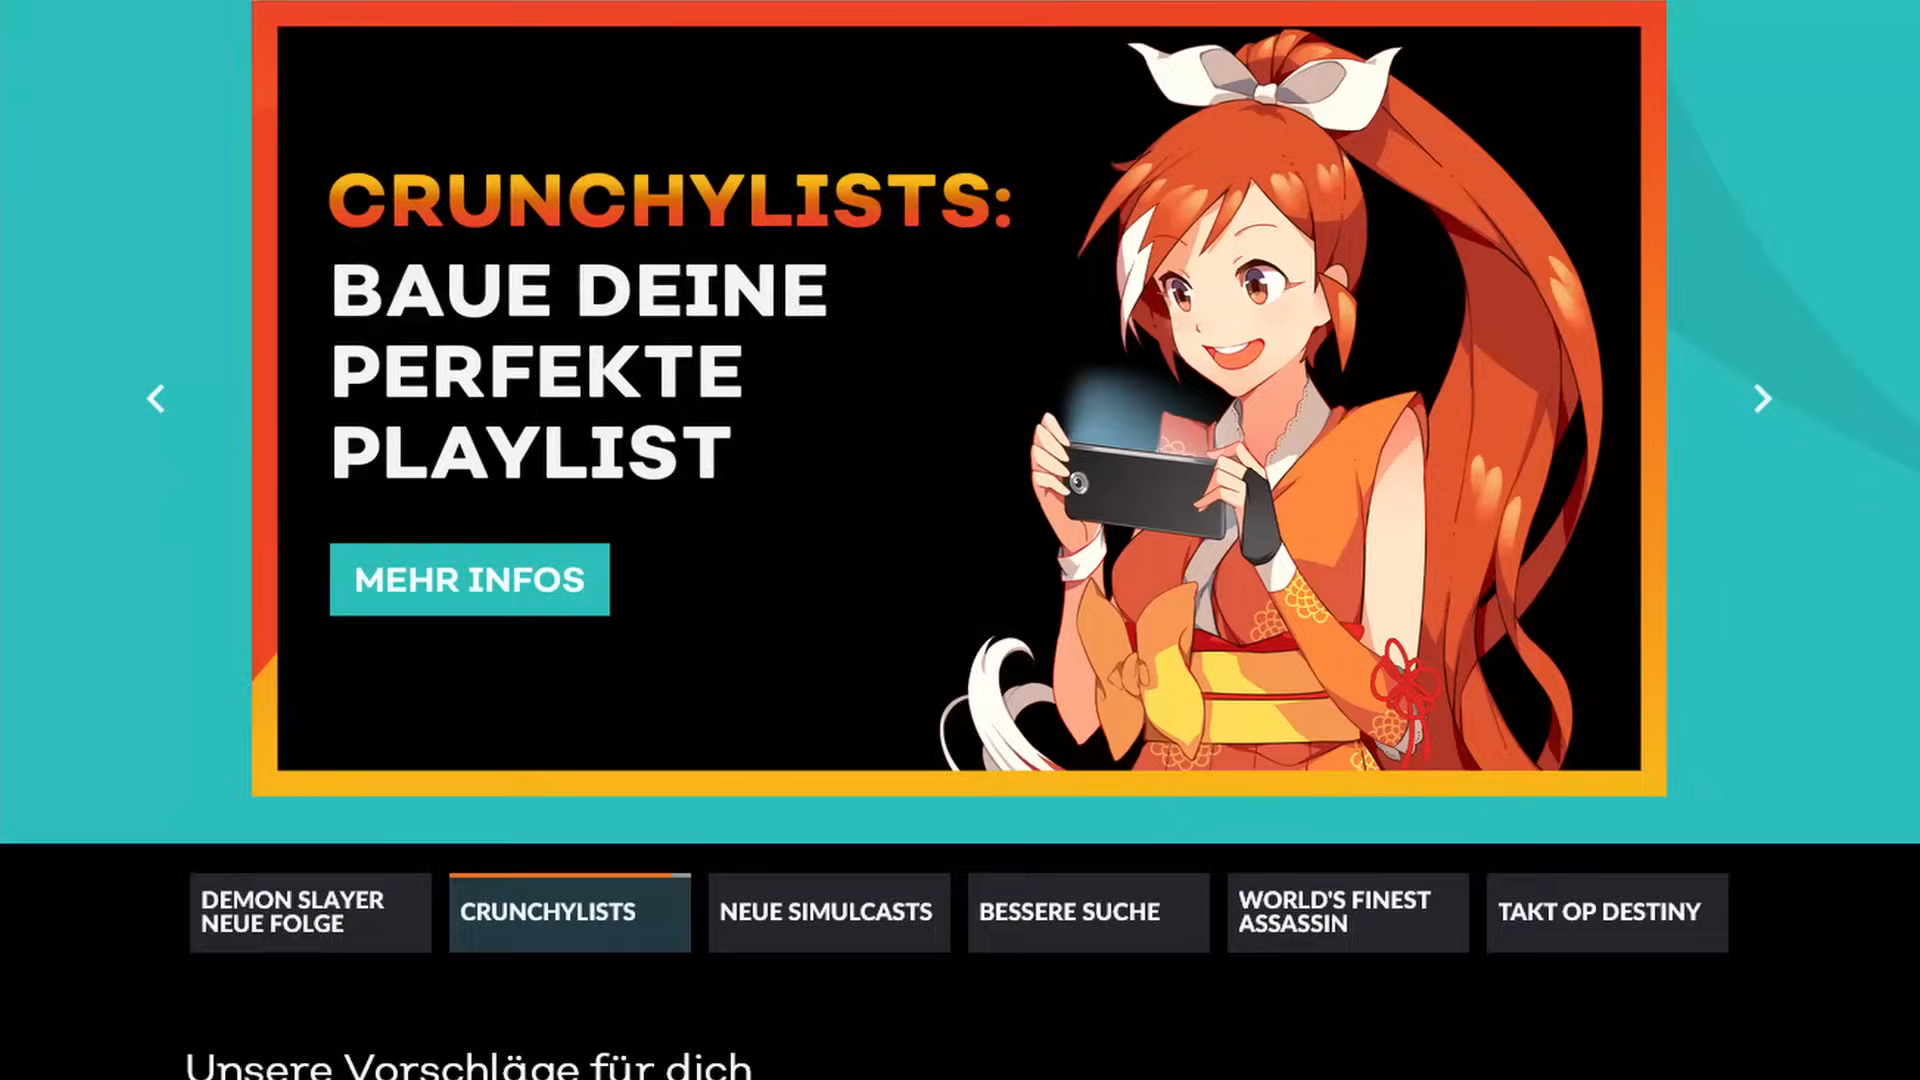 CRUNCHYLISTS:
BAUE DEINE
PERFEKTE
PLAYLIST
MEHR INFOS
DEMON SLAYER
NEUE FOLGE
CRUNCHYLISTS
NEUE SIMULCASTS
BESSERE SUCHE
WORLD'S FINEST
ASSASSIN
TAKT OP DESTINY
Unsere Vorschläge für dich